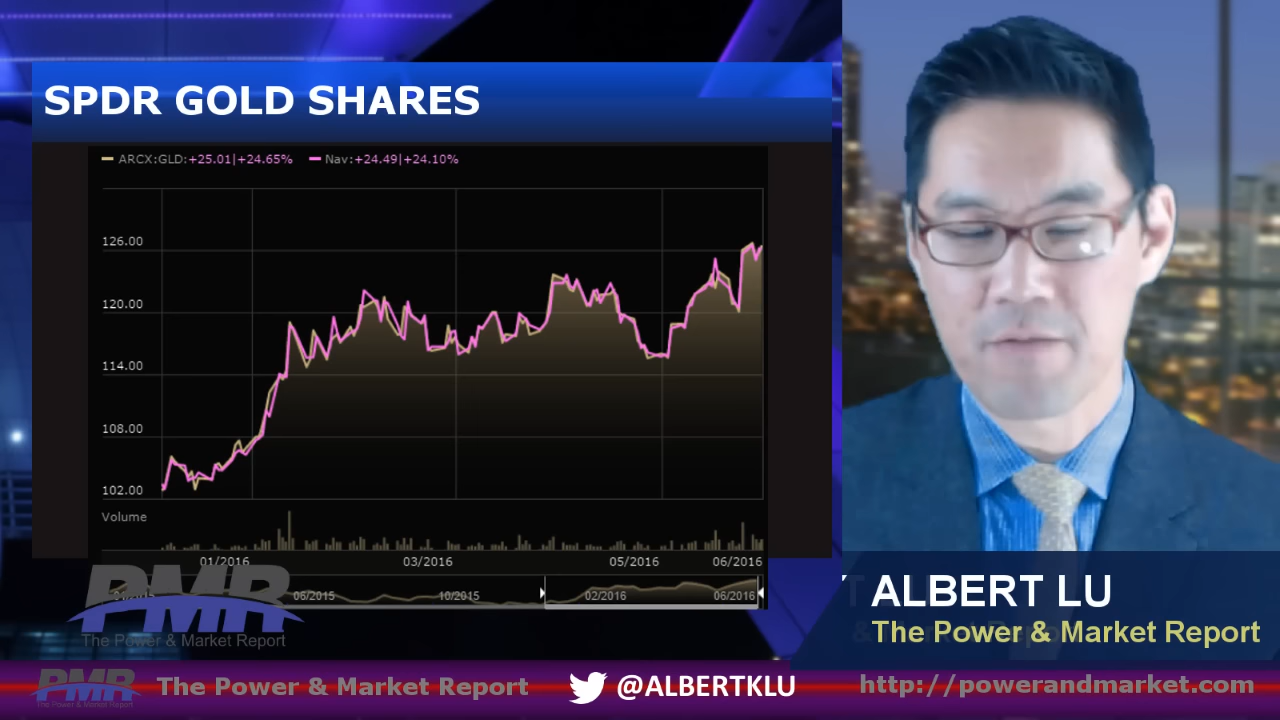 SPDR GOLD SHARES
ARCX:GLD:+25.01|+24.65% Nav:+24.49|+24.10%
126.00
120.00
114.00
108.00
102.00
Volume
01/2016 03/2016 05/2016 06/2016
06/2015 10/2015 02/2016 06/2016
PMR
The Power & Market Report
ALBERT LU
The Power & Market Report
PMR
The Power & Market Report
The Power & Market Report
@ALBERTKLU
http://powerandmarket.com